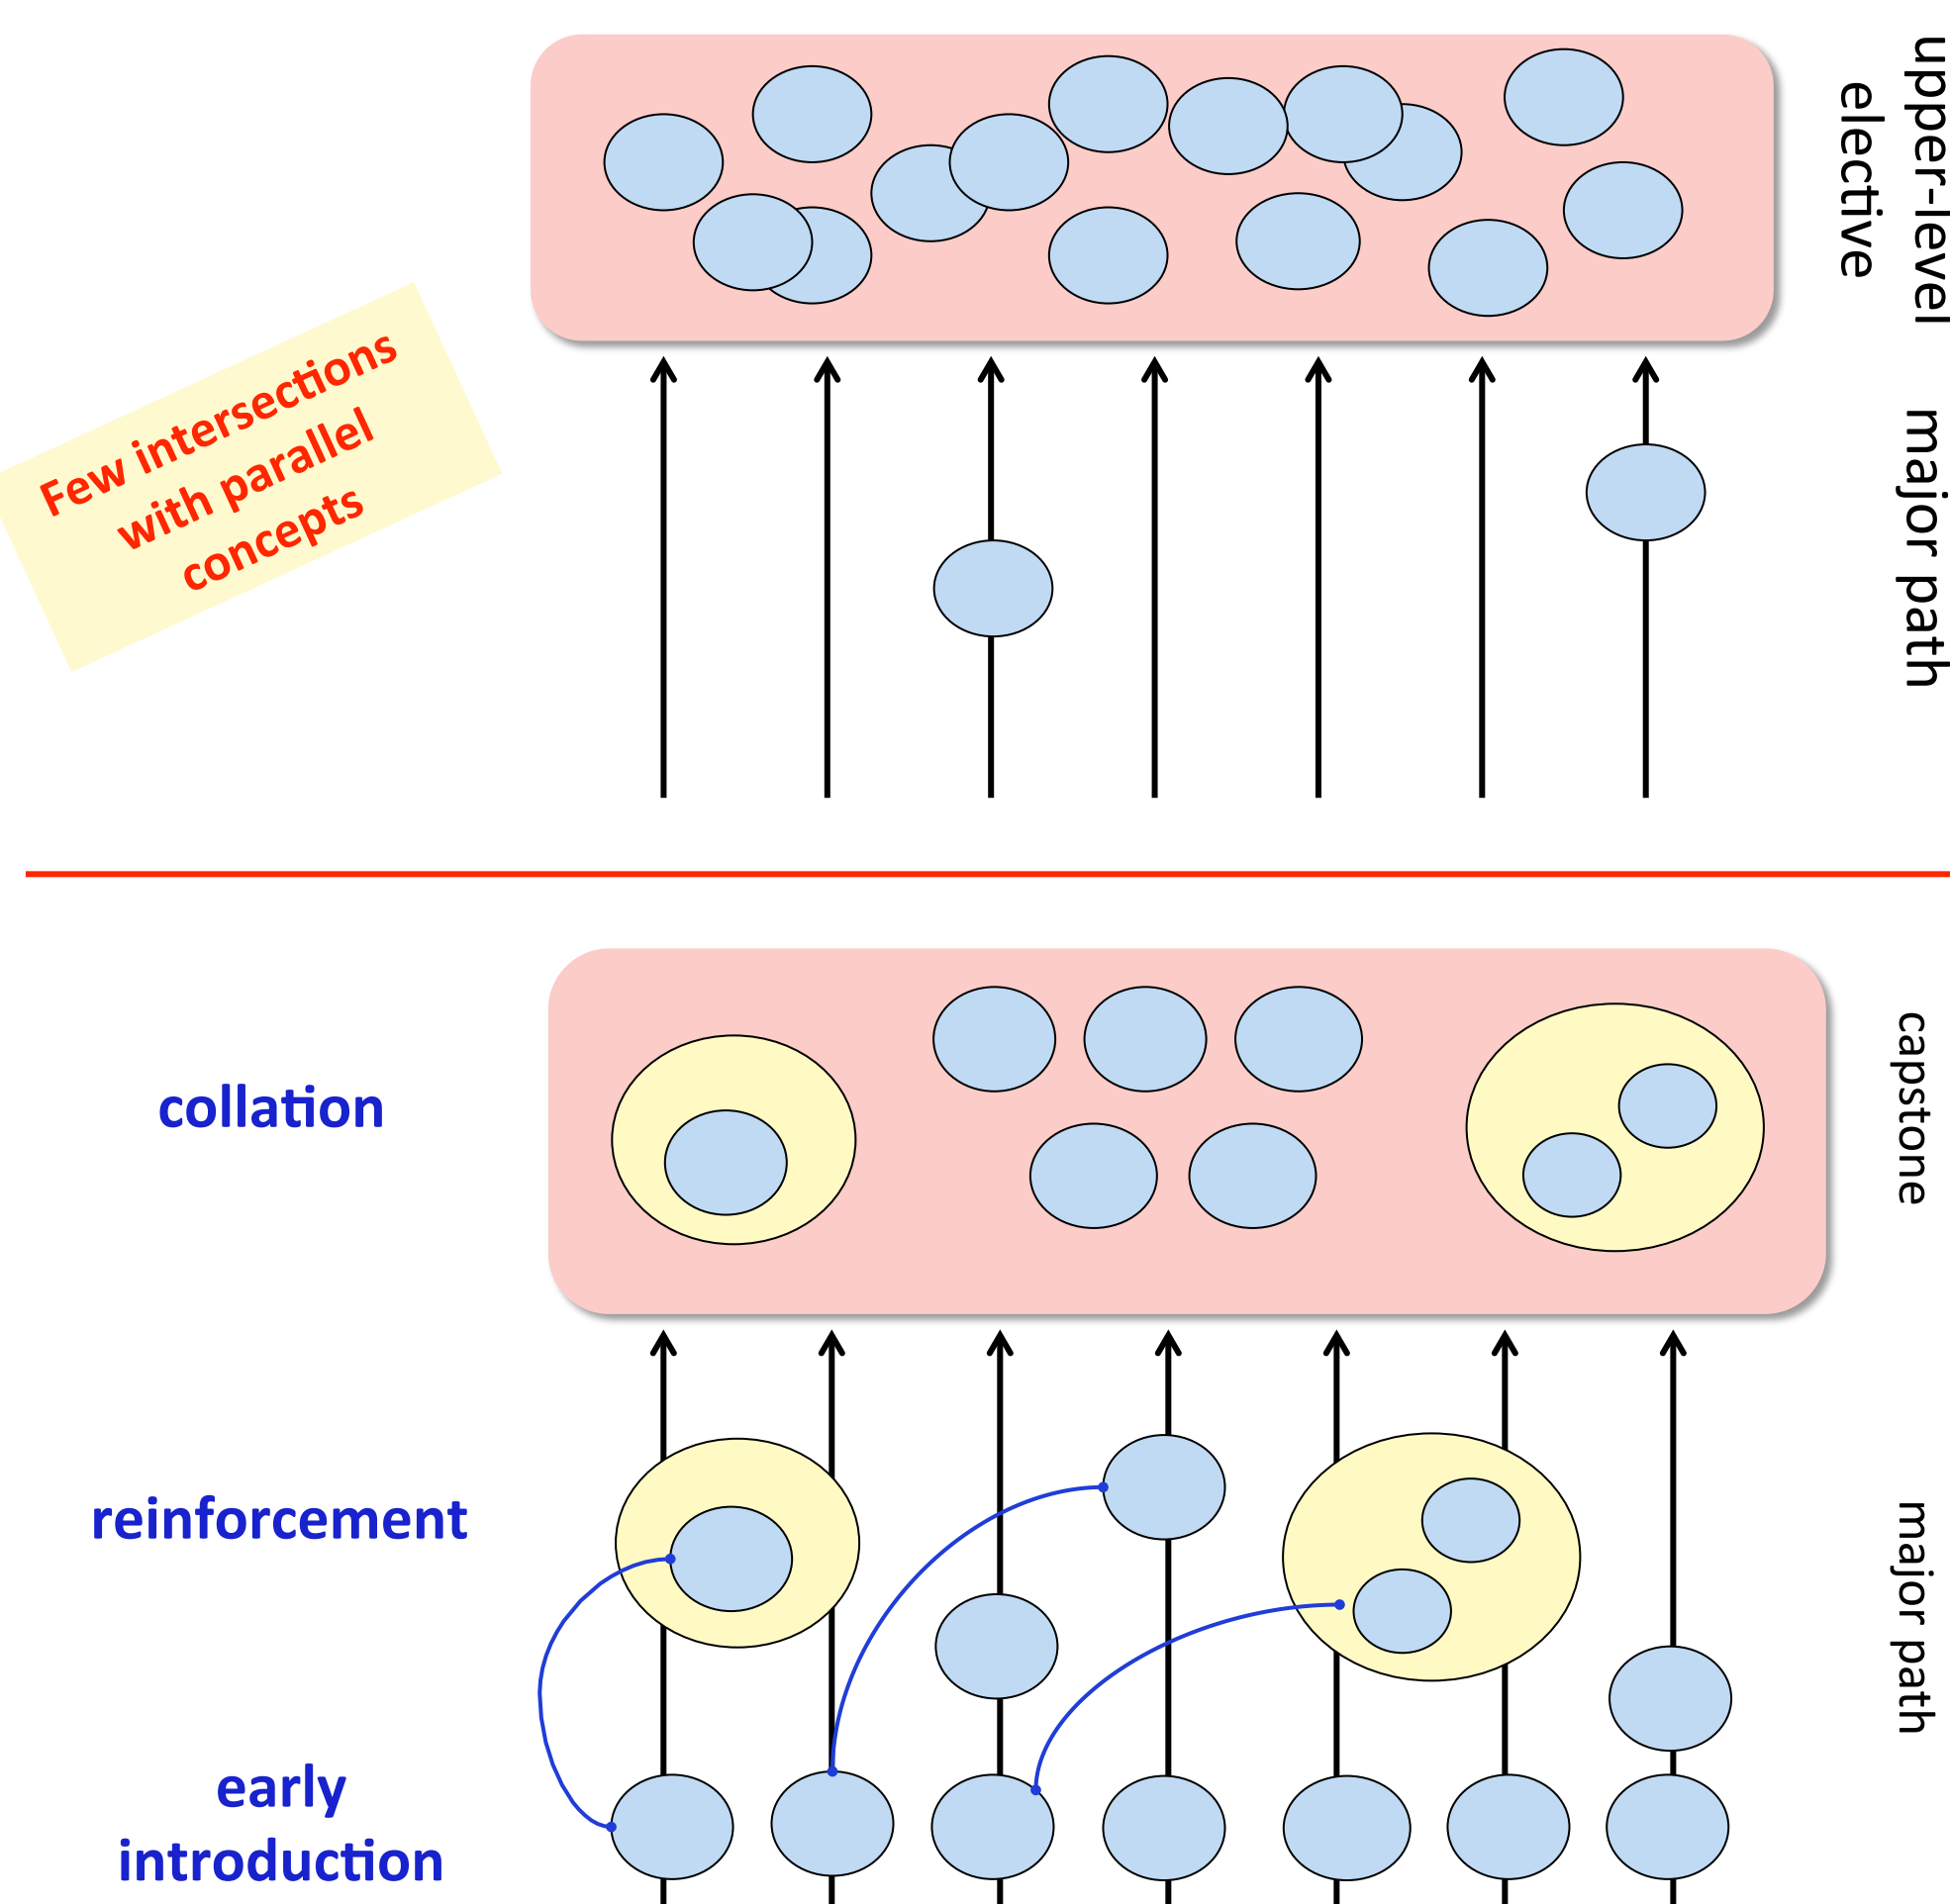 upper-level
elective
Few intersections
with parallel
concepts
major path
capstone
collation
reinforcement
major path
early
introduction